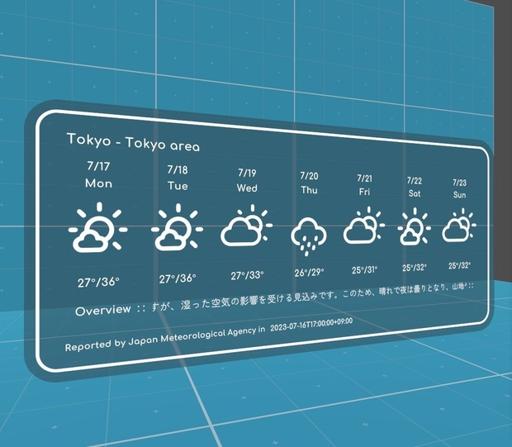 Tokyo - Tokyo area
7/17 7/18 7/19 7/20 7/21 7/22 7/23
Mon Tue Wed Thu Fri Sat Sun
27°/36° 27°/36° 27°/33° 26°/29° 25°/31° 25°/32° 25°/32°
Overview :: すが、湿った空気の影響を受ける見込みです。このため、晴れで夜は曇りとなり、山地
Reported by Japan Meteorological Agency in 2023-07-16T17:00:00+09:00